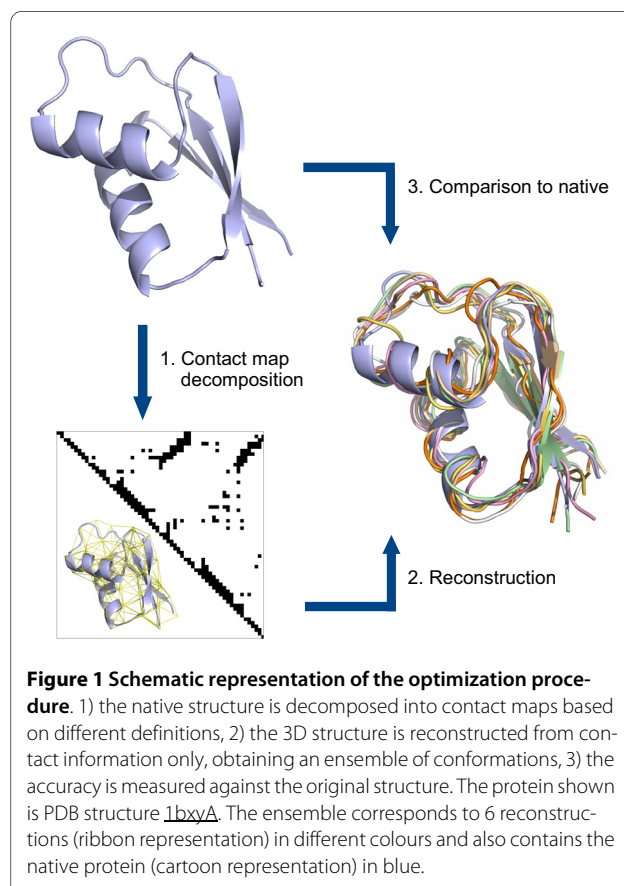 3. Comparison to native
1. Contact map
decomposition
2. Reconstruction
Figure 1 Schematic representation of the optimization proce-
dure. 1) the native structure is decomposed into contact maps based
on different definitions, 2) the 3D structure is reconstructed from con-
tact information only, obtaining an ensemble of conformations, 3) the
accuracy is measured against the original structure. The protein shown
is PDB structure 1bxyA. The ensemble corresponds to 6 reconstruc-
tions (ribbon representation) in different colours and also contains the
native protein (cartoon representation) in blue.